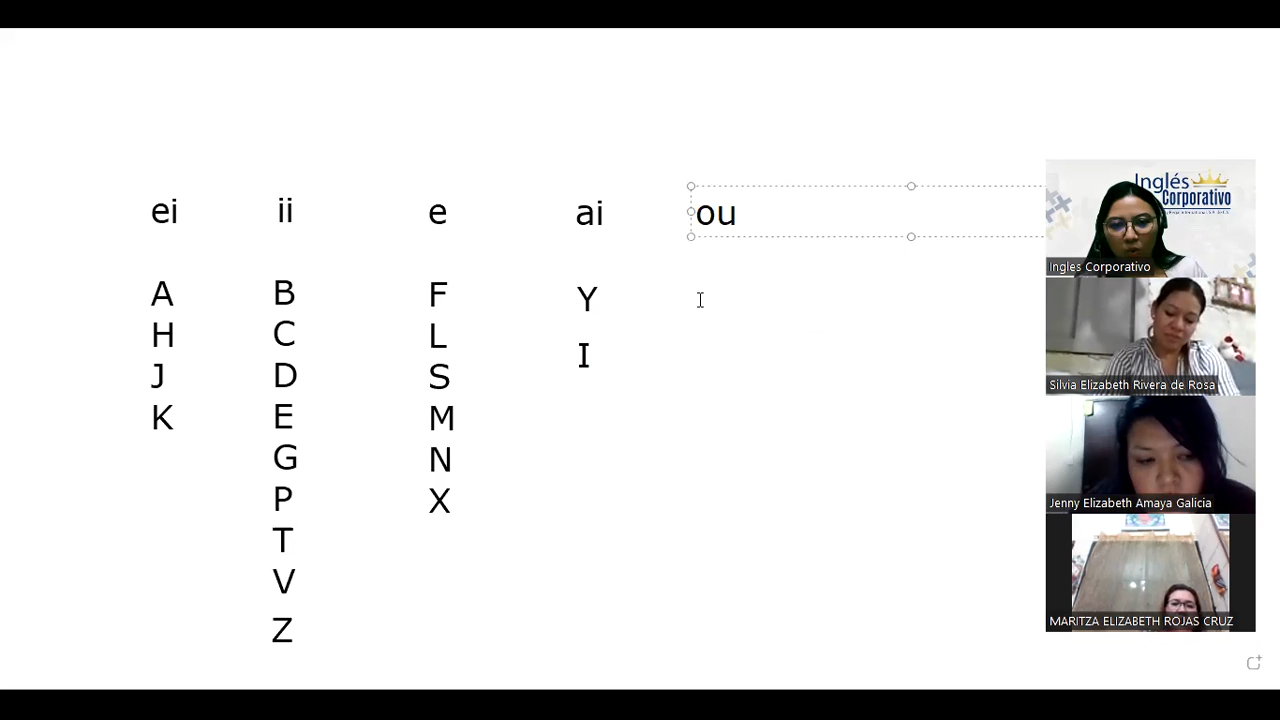 ei ii e ai ou
A B F Y
H C L I
J D S
K E M
G N
P X
T
V
Z
Inglés
Corporativo
Ingles Corporativo
Silvia Elizabeth Rivera de Rosa
Jenny Elizabeth Amaya Galicia
MARITZA ELIZABETH ROJAS CRUZ